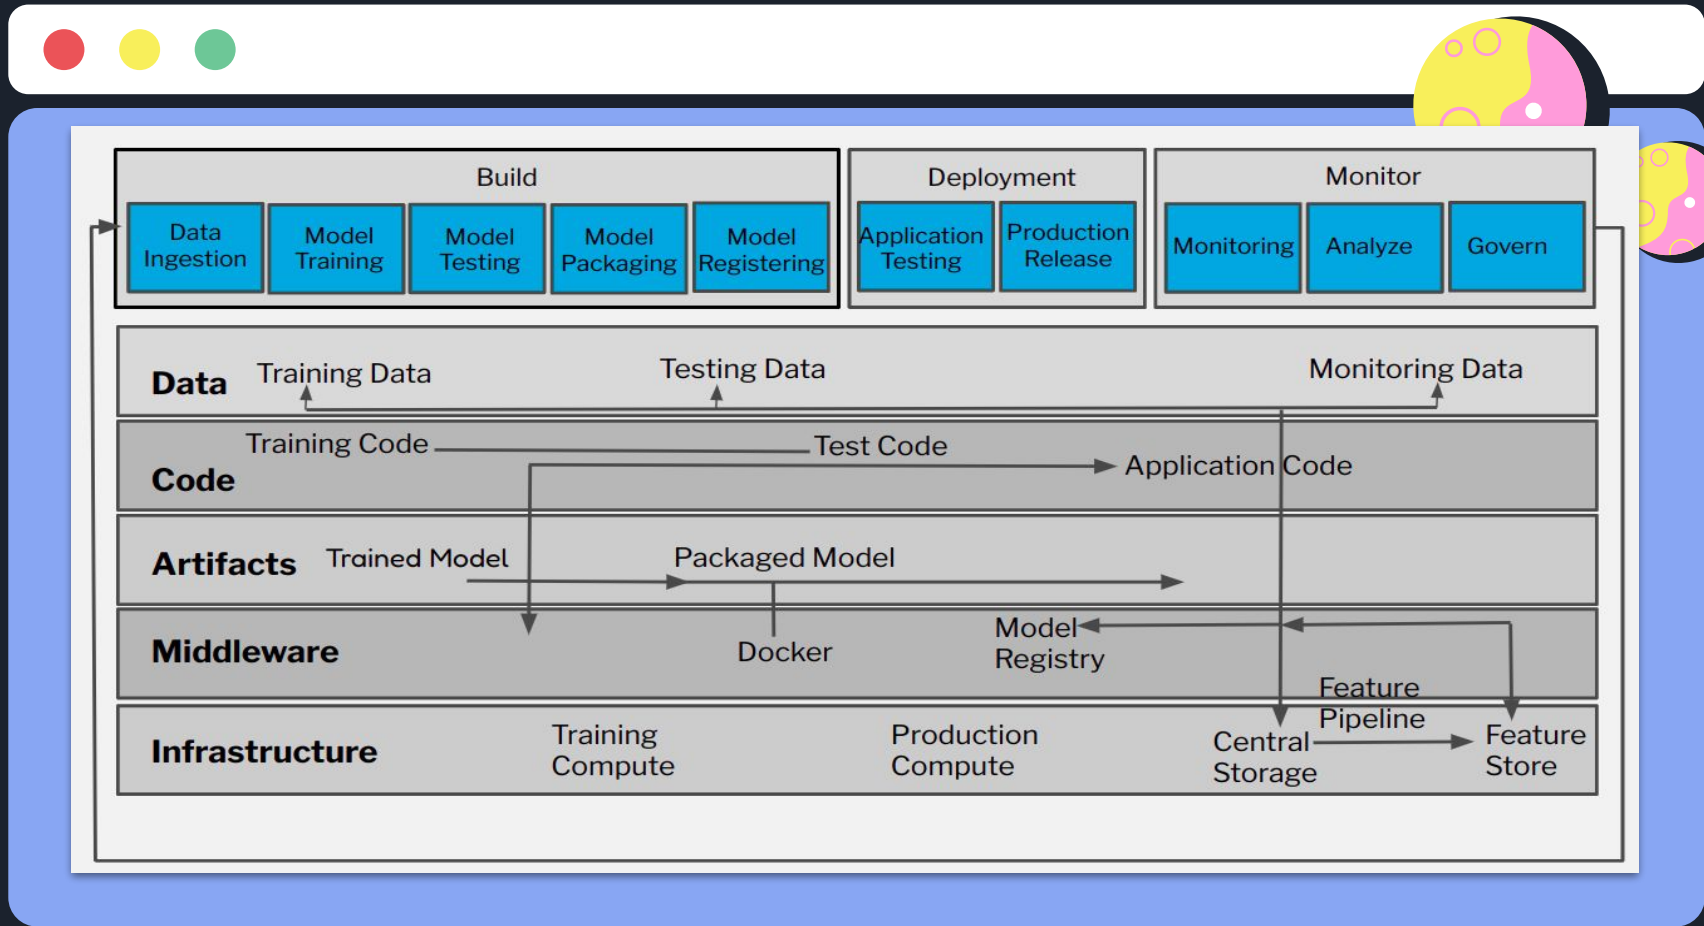 Build
Data
Ingestion
Model
Training
Model
Testing
Model
Packaging
Model
Registering
Deployment
Application
Testing
Production
Release
Monitor
Monitoring
Analyze
Govern
Data
Training Data
Testing Data
Monitoring Data
Code
Training Code
Test Code
Application Code
Artifacts
Trained Model
Packaged Model
Middleware
Docker
Model
Registry
Feature
Pipeline
Infrastructure
Training
Compute
Production
Compute
Central
Storage
Feature
Store